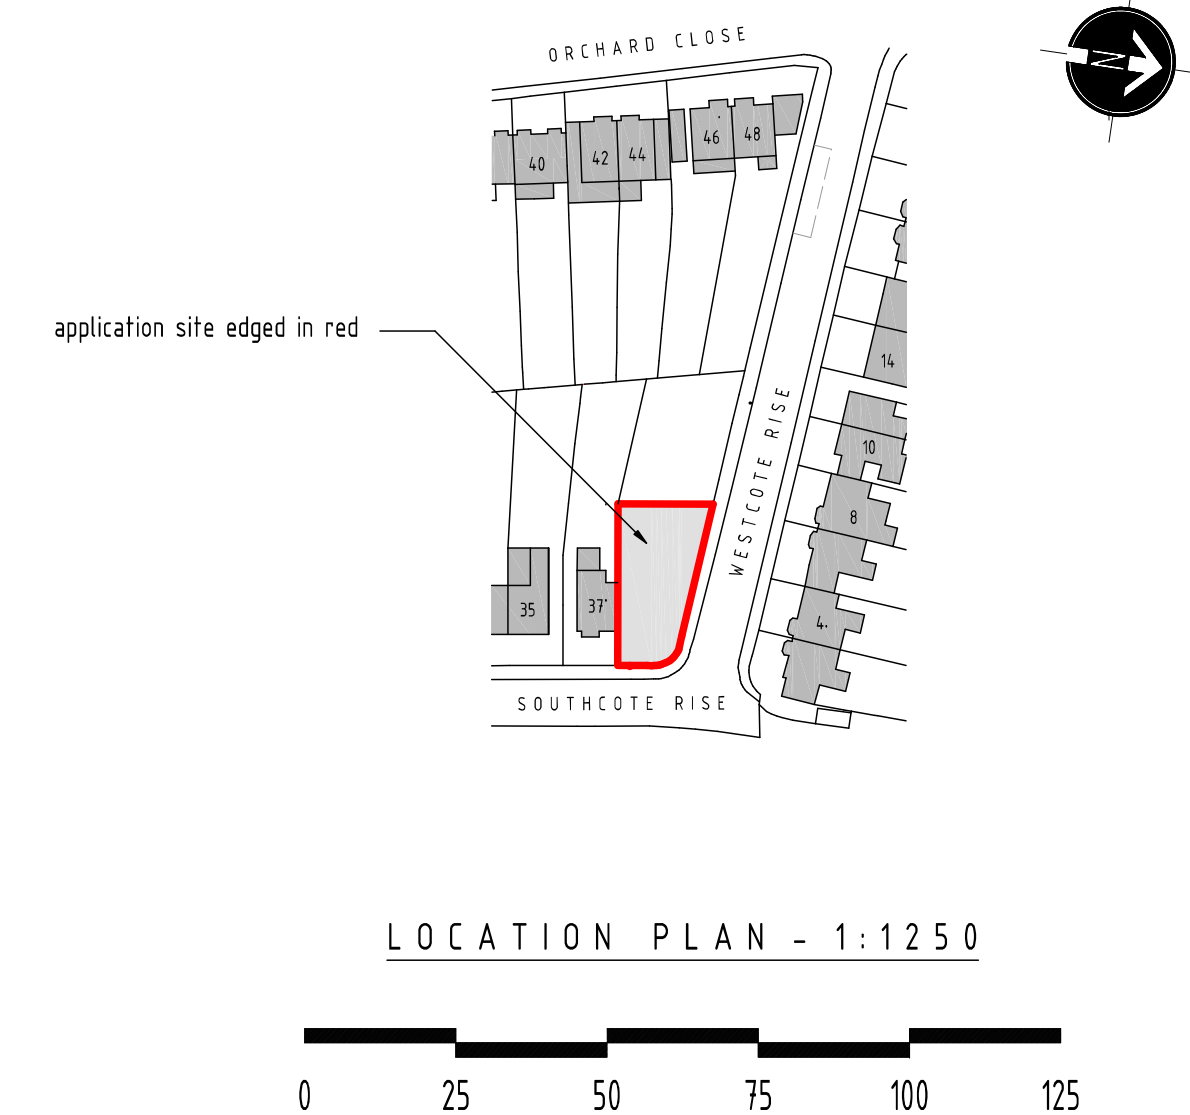 ORCHARD CLOSE
N
40
42
44
46
48
14
10
8
4
application site edged in red
WESTCOTE RISE
35
37
SOUTHCOTE RISE
LOCATION PLAN - 1:1250
0 25 50 75 100 125